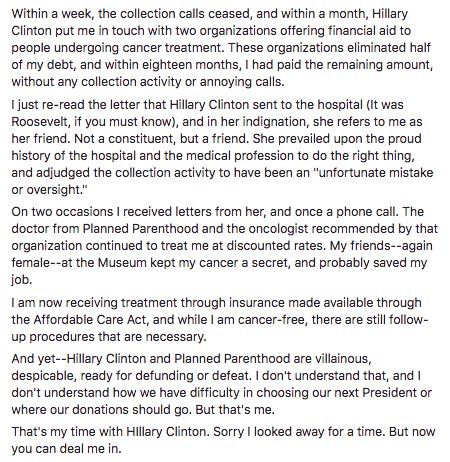 Within a week, the collection calls ceased, and within a month, Hillary
Clinton put me in touch with two organizations offering financial aid to
people undergoing cancer treatment. These organizations eliminated half
of my debt, and within eighteen months, I had paid the remaining amount,
without any collection activity or annoying calls.
I just re-read the letter that Hillary Clinton sent to the hospital (It was
Roosevelt, if you must know), and in her indignation, she refers to me as
her friend. Not a constituent, but a friend. She prevailed upon the proud
history of the hospital and the medical profession to do the right thing,
and adjudged the collection activity to have been an "unfortunate mistake
or oversight."
On two occasions I received letters from her, and once a phone call. The
doctor from Planned Parenthood and the oncologist recommended by that
organization continued to treat me at discounted rates. My friends--again
female--at the Museum kept my cancer a secret, and probably saved my
job.
I am now receiving treatment through insurance made available through
the Affordable Care Act, and while I am cancer-free, there are still follow-
up procedures that are necessary.
And yet--Hillary Clinton and Planned Parenthood are villainous,
despicable, ready for defunding or defeat. I don't understand that, and I
don't understand how we have difficulty in choosing our next President or
where our donations should go. But that's me.
That's my time with HIllary Clinton. Sorry I looked away for a time. But now
you can deal me in.